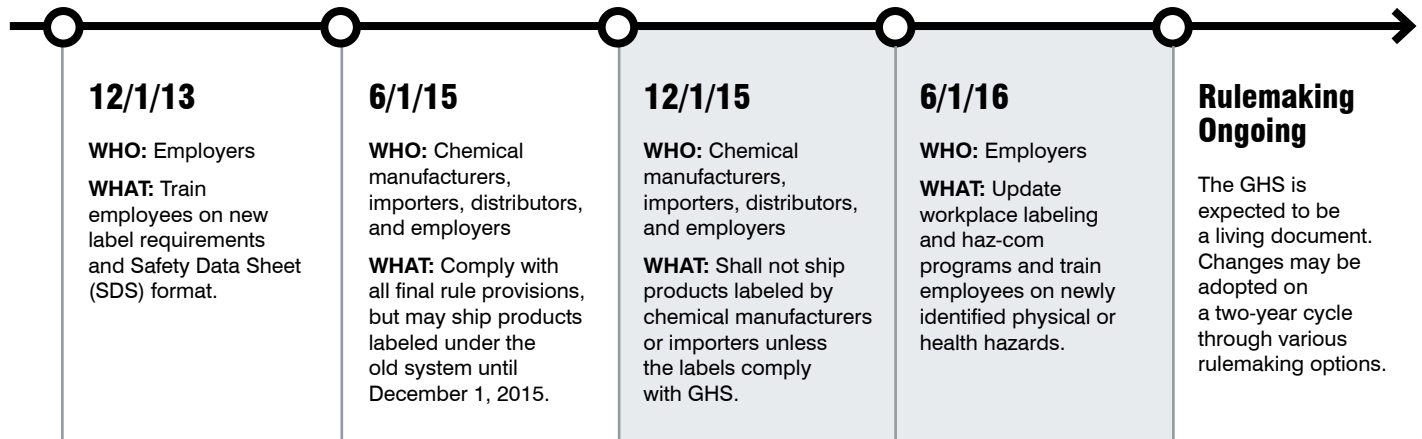 12/1/13
WHO: Employers
WHAT: Train
employees on new
label requirements
and Safety Data Sheet
(SDS) format.
6/1/15
WHO: Chemical
manufacturers,
importers, distributors,
and employers
WHAT: Comply with
all final rule provisions,
but may ship products
labeled under the
old system until
December 1, 2015.
12/1/15
WHO: Chemical
manufacturers,
importers, distributors,
and employers
WHAT: Shall not ship
products labeled by
chemical manufacturers
or importers unless
the labels comply
with GHS.
6/1/16
WHO: Employers
WHAT: Update
workplace labeling
and haz-com
programs and train
employees on newly
identified physical or
health hazards.
Rulemaking
Ongoing
The GHS is
expected to be
a living document.
Changes may be
adopted on
a two-year cycle
through various
rulemaking options.